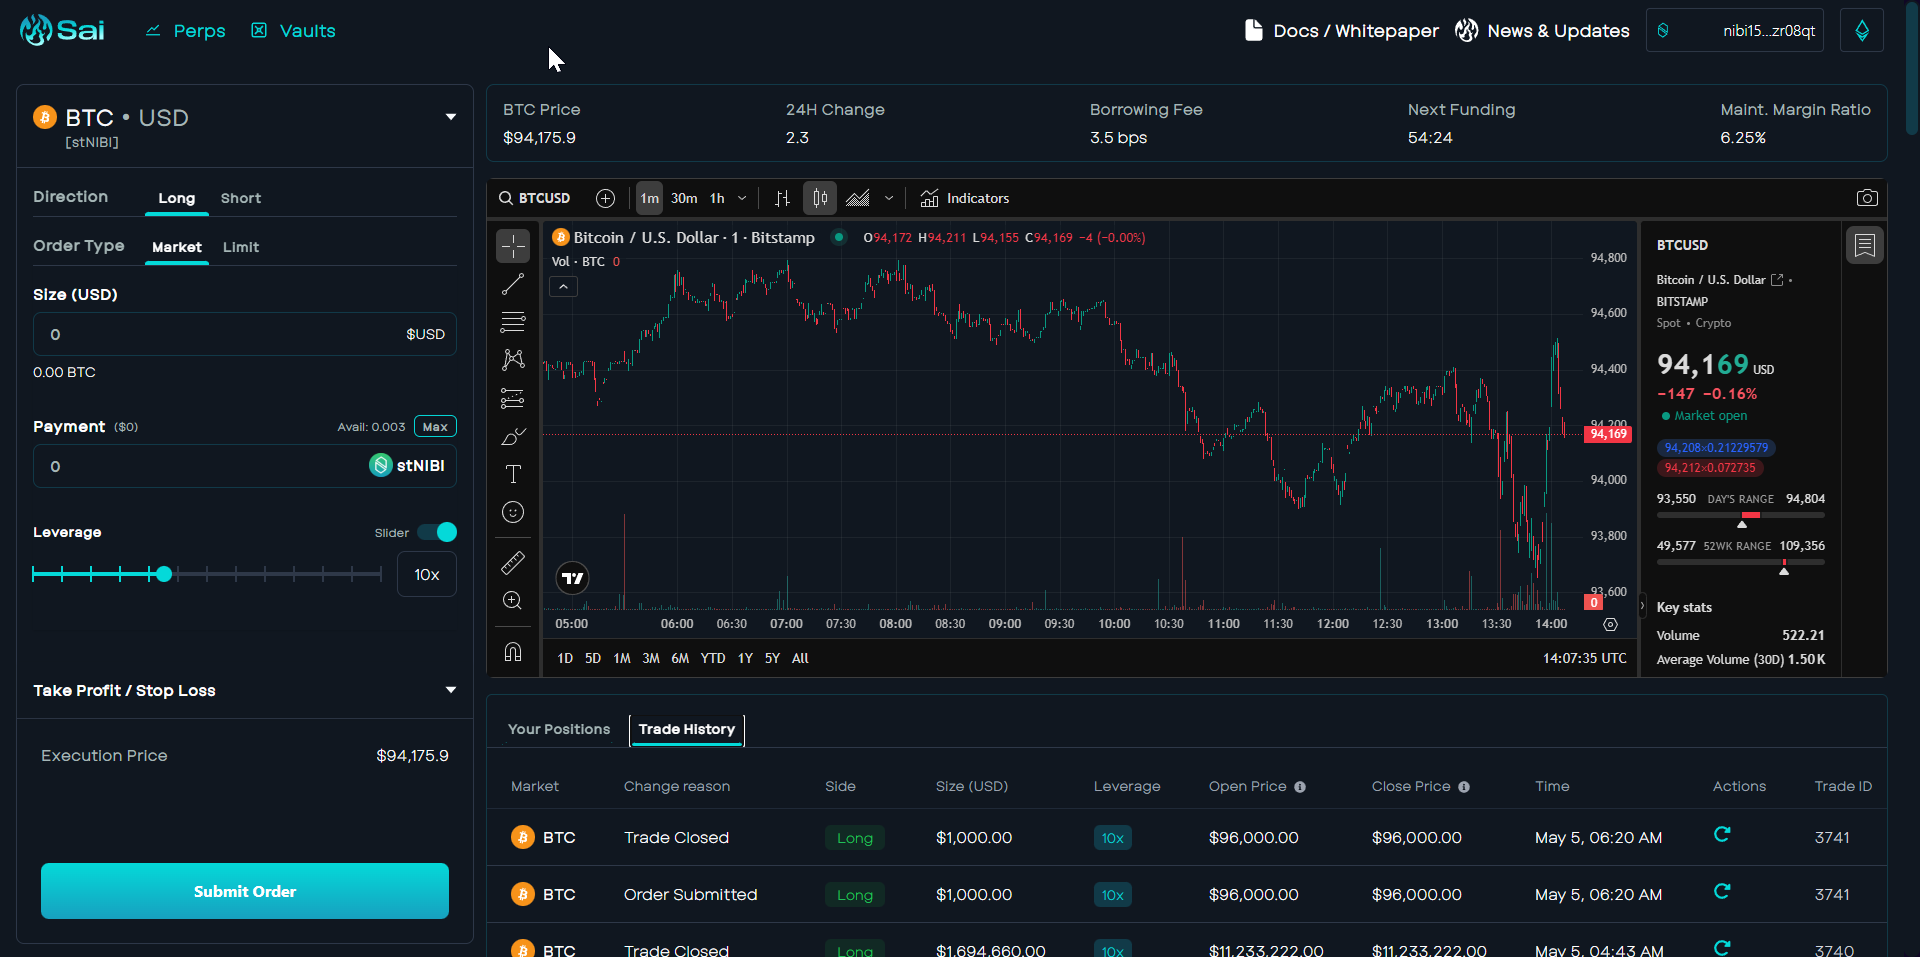 Sai
Perps
Vaults
Docs / Whitepaper
News & Updates
nibi15...zr08qt
BTC • USD
[stNIBI]
Direction Long Short
Order Type Market Limit
Size (USD)
0 $USD
0.00 BTC
Payment ($0) Avail: 0.003 Max
0 stNIBI
Leverage Slider
10x
Take Profit / Stop Loss
Execution Price $94,175.9
Submit Order
BTC Price 24H Change Borrowing Fee Next Funding Maint. Margin Ratio
$94,175.9 2.3 3.5 bps 54:24 6.25%
BTCUSD 1m 30m 1h Indicators
Bitcoin / U.S. Dollar · 1 · Bitstamp O94,172 H94,211 L94,155 C94,169 −4 (−0.00%)
Vol · BTC 0
94,800
94,600
94,400
94,200
94,169
94,000
93,800
93,600
0
05:00 06:00 06:30 07:00 07:30 08:00 08:30 09:00 09:30 10:00 10:30 11:00 11:30 12:00 12:30 13:00 13:30 14:00
1D 5D 1M 3M 6M YTD 1Y 5Y All 14:07:35 UTC
BTCUSD
Bitcoin / U.S. Dollar •
BITSTAMP
Spot • Crypto
94,169 USD
−147 −0.16%
Market open
94,208×0.21229579
94,212×0.072735
93,550 DAY'S RANGE 94,804
49,577 52WK RANGE 109,356
Key stats
Volume 522.21
Average Volume (30D) 1.50K
Your Positions Trade History
Market Change reason Side Size (USD) Leverage Open Price Close Price Time Actions Trade ID
BTC Trade Closed Long $1,000.00 10x $96,000.00 $96,000.00 May 5, 06:20 AM 3741
BTC Order Submitted Long $1,000.00 10x $96,000.00 $96,000.00 May 5, 06:20 AM 3741
BTC Trade Closed Long $1,694,660.00 10x $11,233,222.00 $11,233,222.00 May 5, 04:43 AM 3740